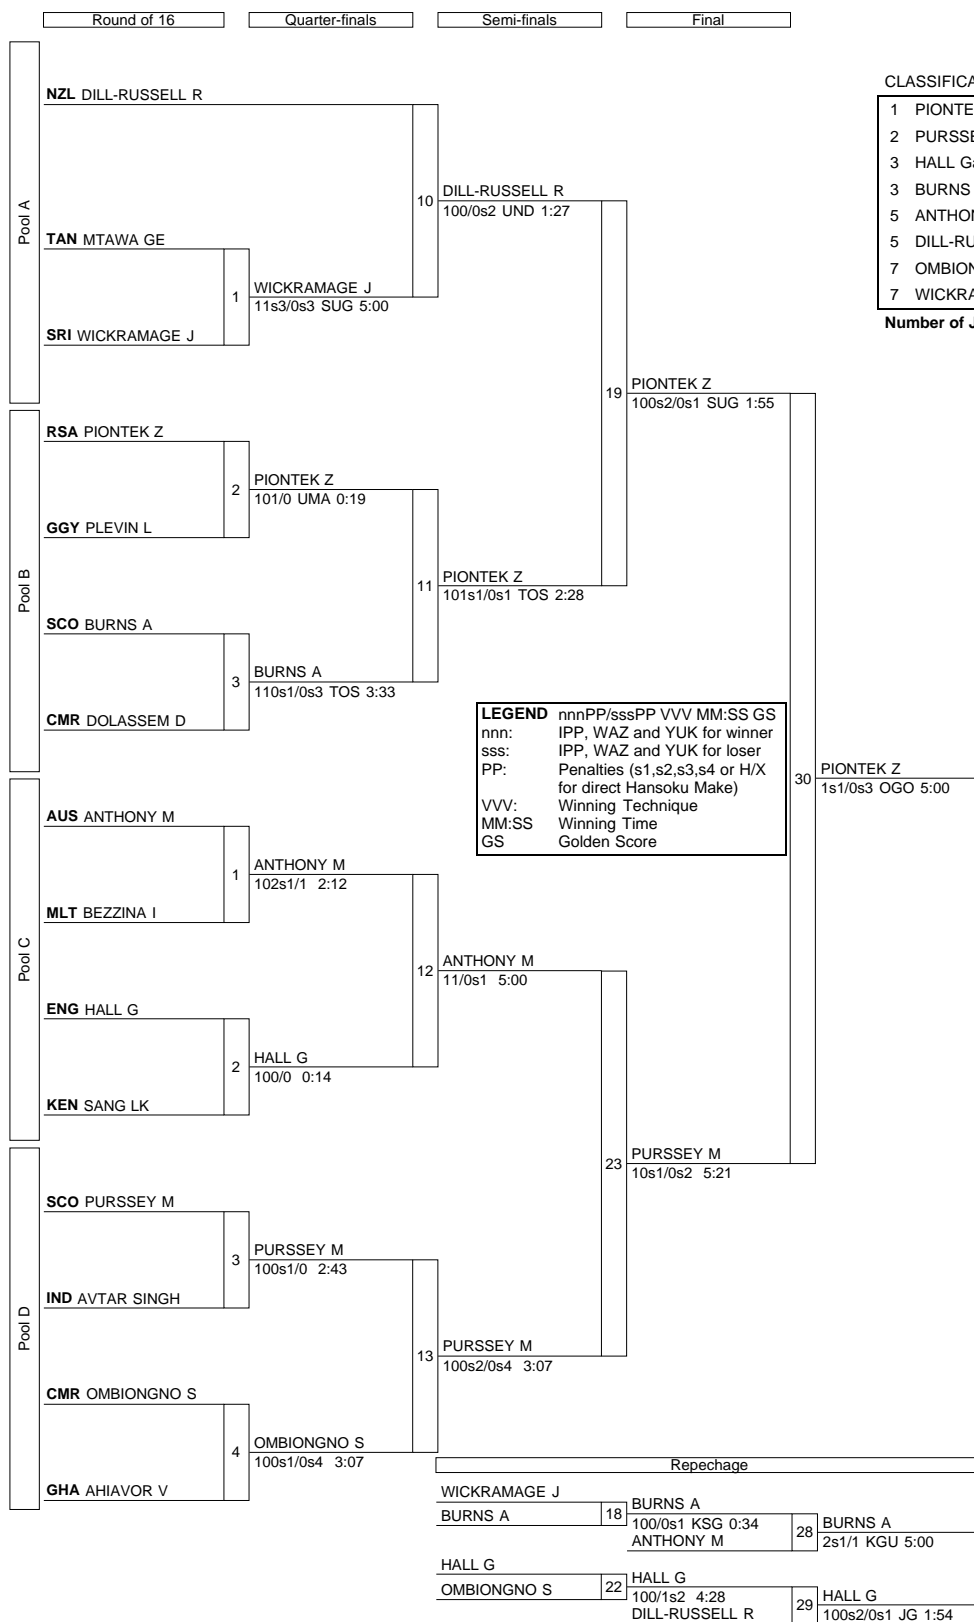 Round of 16 Quarter-finals Semi-finals Final
CLASSIFICA
1 PIONTE
2 PURSSE
3 HALL Ga
3 BURNS
5 ANTHON
5 DILL-RU
7 OMBION
7 WICKRA
Number of J
Pool A
NZL DILL-RUSSELL R
TAN MTAWA GE
SRI WICKRAMAGE J
1
WICKRAMAGE J
11s3/0s3 SUG 5:00
10
DILL-RUSSELL R
100/0s2 UND 1:27
Pool B
RSA PIONTEK Z
GGY PLEVIN L
2
PIONTEK Z
101/0 UMA 0:19
SCO BURNS A
CMR DOLASSEM D
3
BURNS A
110s1/0s3 TOS 3:33
11
PIONTEK Z
101s1/0s1 TOS 2:28
19
PIONTEK Z
100s2/0s1 SUG 1:55
LEGEND nnnPP/sssPP VVV MM:SS GS
nnn: IPP, WAZ and YUK for winner
sss: IPP, WAZ and YUK for loser
PP: Penalties (s1,s2,s3,s4 or H/X
for direct Hansoku Make)
VVV: Winning Technique
MM:SS Winning Time
GS Golden Score
30
PIONTEK Z
1s1/0s3 OGO 5:00
Pool C
AUS ANTHONY M
MLT BEZZINA I
1
ANTHONY M
102s1/1 2:12
ENG HALL G
KEN SANG LK
2
HALL G
100/0 0:14
12
ANTHONY M
11/0s1 5:00
23
PURSSEY M
10s1/0s2 5:21
Pool D
SCO PURSSEY M
IND AVTAR SINGH
3
PURSSEY M
100s1/0 2:43
CMR OMBIONGNO S
GHA AHIAVOR V
4
OMBIONGNO S
100s1/0s4 3:07
13
PURSSEY M
100s2/0s4 3:07
Repechage
WICKRAMAGE J
BURNS A
18
BURNS A
100/0s1 KSG 0:34
ANTHONY M
28
BURNS A
2s1/1 KGU 5:00
HALL G
OMBIONGNO S
22
HALL G
100/1s2 4:28
DILL-RUSSELL R
29
HALL G
100s2/0s1 JG 1:54